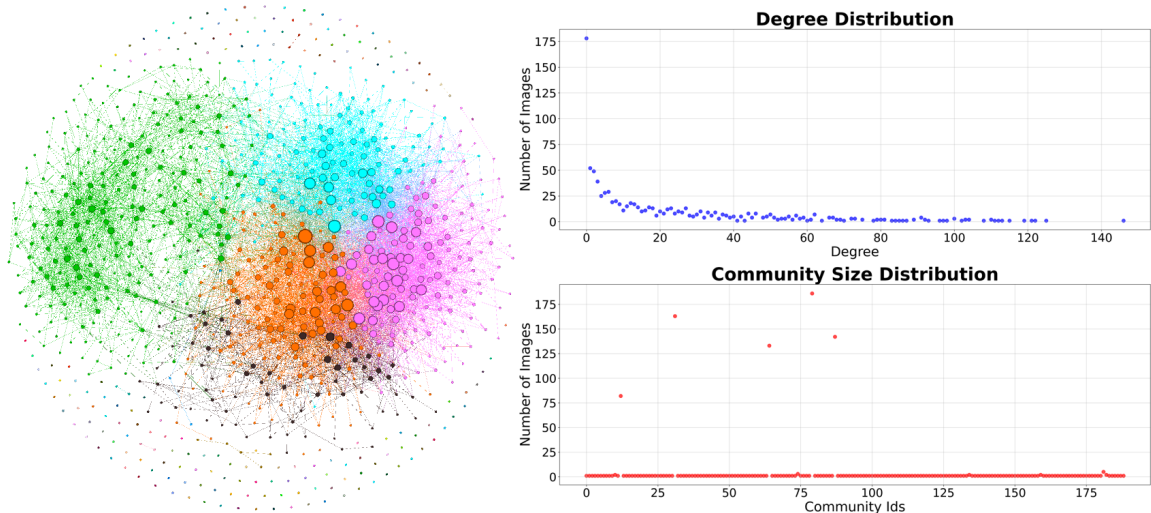 Degree Distribution
Number of Images
175
150
125
100
75
50
25
0
0 20 40 60 80 100 120 140
Degree
Community Size Distribution
Number of Images
175
150
125
100
75
50
25
0
0 25 50 75 100 125 150 175
Community Ids